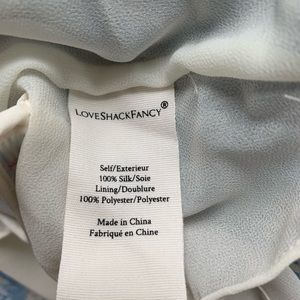 LOVESHACKFANCY®
Self/Exterieur
100% Silk/Soie
Lining/Doublure
100% Polyester/Polyester
Made in China
Fabriqué en Chine